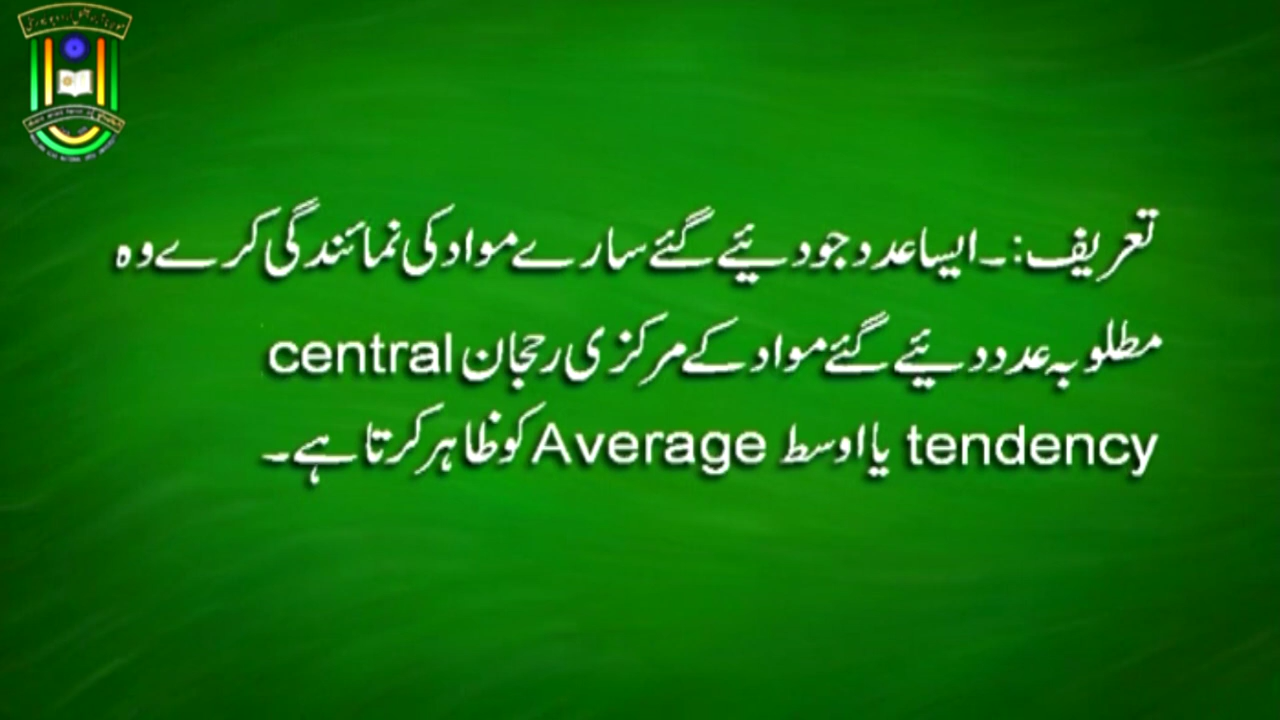 تعریف:۔ ایسا عدد جو دیئے گئے سارے مواد کی نمائندگی کرے وہ
مطلوبہ عدد دیئے گئے مواد کے مرکزی رحجان central
tendency یا اوسط Average کو ظاہر کرتا ہے۔